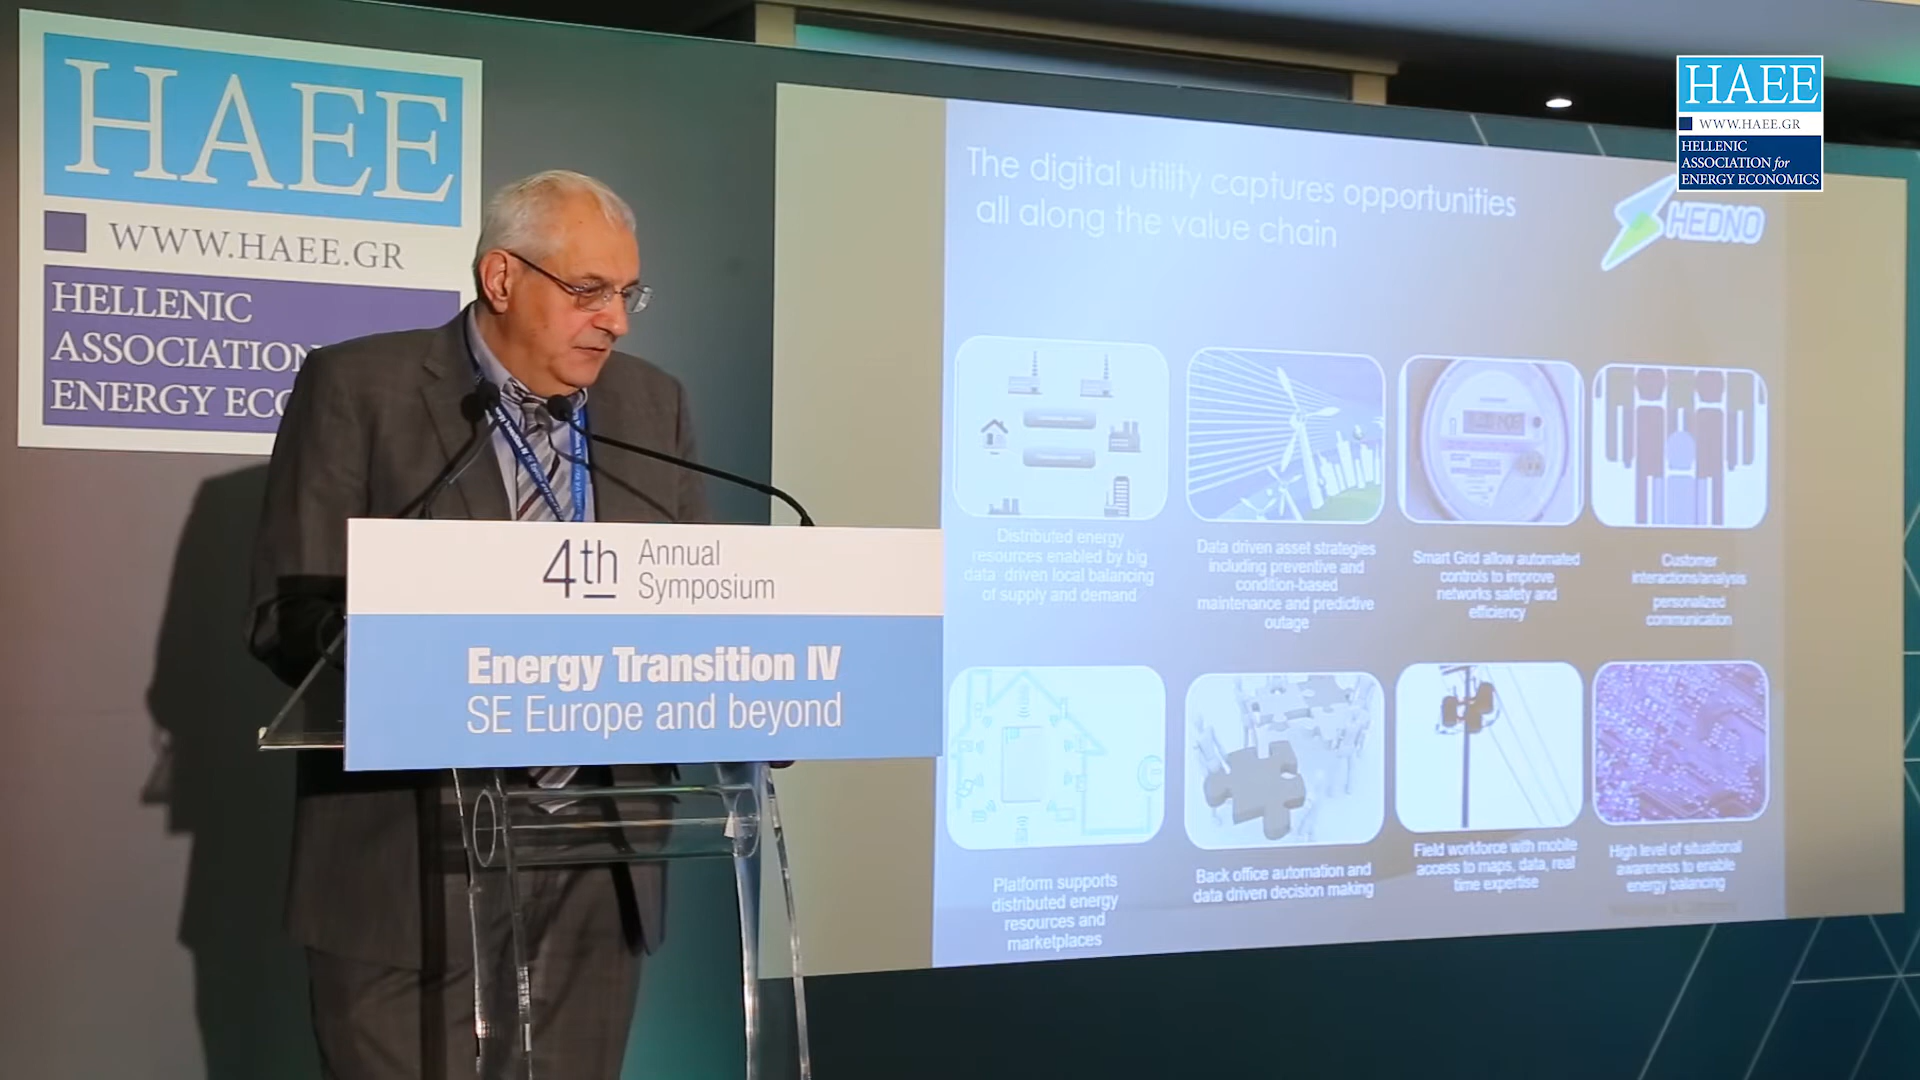 HAEE
WWW.HAEE.GR
HELLENIC
ASSOCIATION
ENERGY ECO
4th Annual
Symposium
Energy Transition IV
SE Europe and beyond
The digital utility captures opportunities
all along the value chain
HEDNO
Distributed energy
resources enabled by big
data -driven local balancing
of supply and demand
Data driven asset strategies
including preventive and
condition-based
maintenance and predictive
outage
Smart Grid allow automated
controls to improve
networks safety and
efficiency
Customer
interactions/analysis
personalized
communication
Platform supports
distributed energy
resources and
marketplaces
Back office automation and
data driven decision making
Field workforce with mobile
access to maps, data, real
time expertise
High level of situational
awareness to enable
energy balancing
HAEE
WWW.HAEE.GR
HELLENIC
ASSOCIATION for
ENERGY ECONOMICS